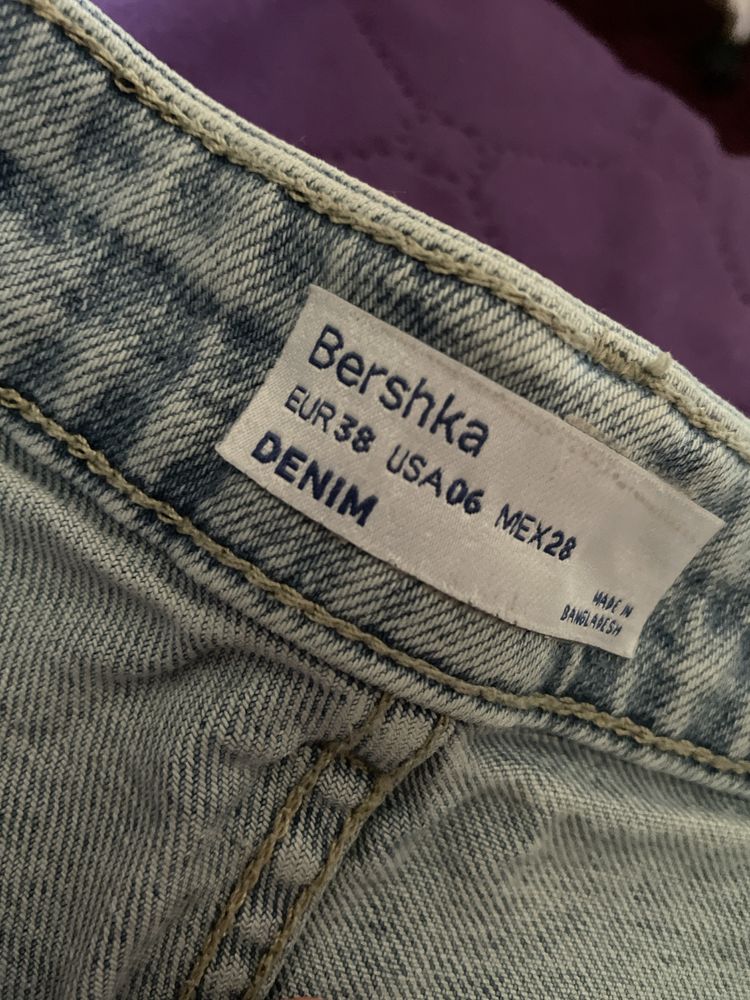 Bershka
EUR38 USA06 MEX28
DENIM
MADE IN
BANGLADESH